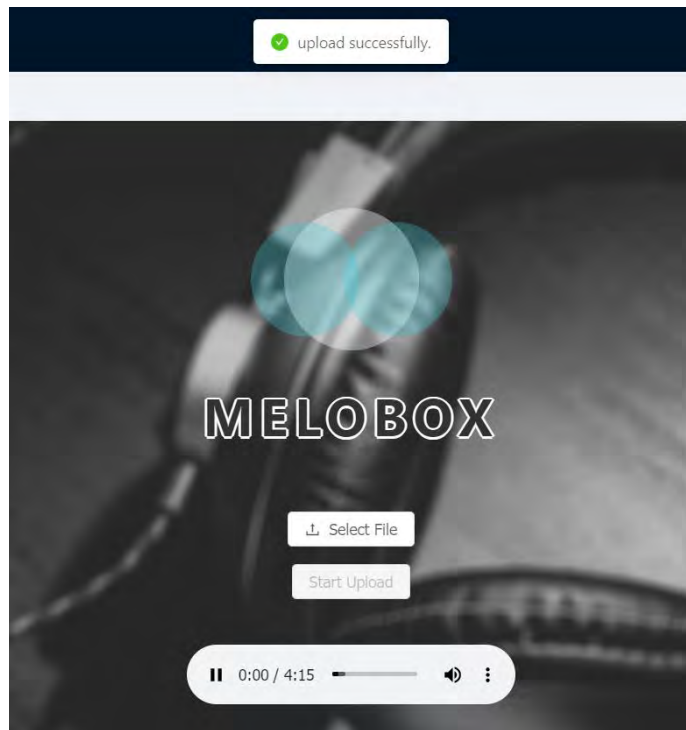 upload successfully.
MELOBOX
Select File
Start Upload
0:00 / 4:15